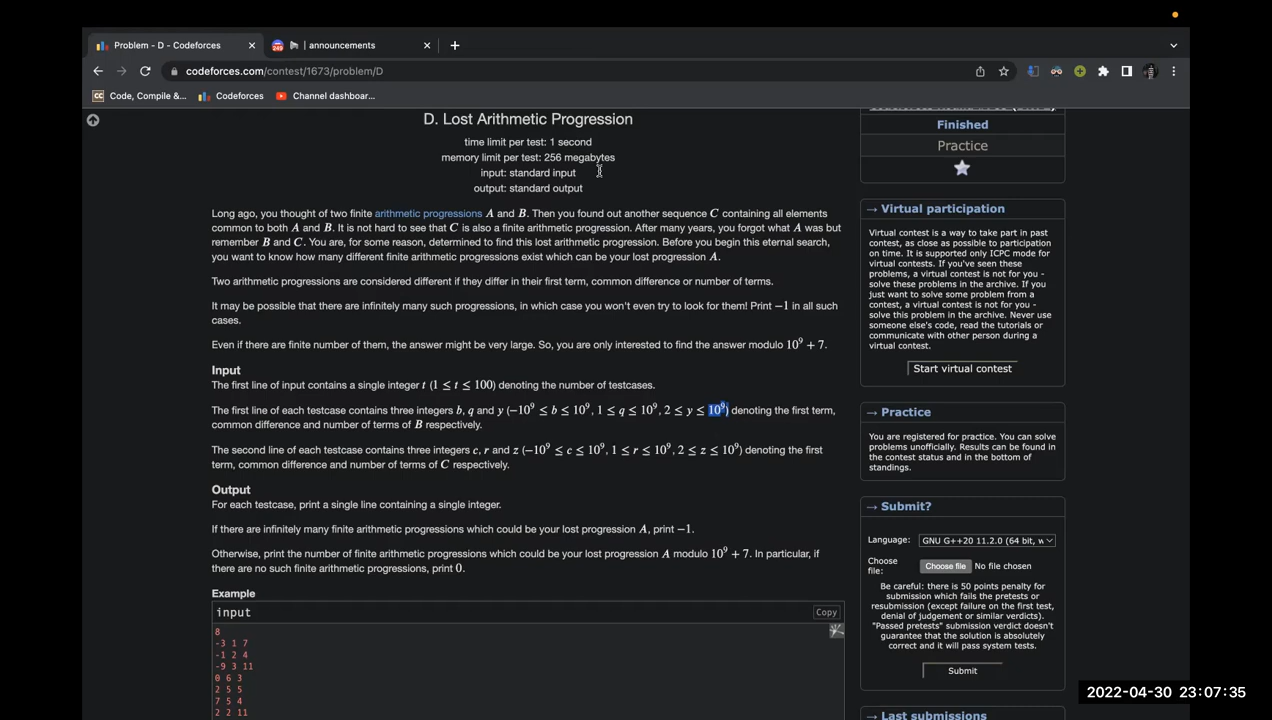 Problem - D - Codeforces
announcements
codeforces.com/contest/1673/problem/D
Code, Compile &...
Codeforces
Channel dashboar...
D. Lost Arithmetic Progression
time limit per test: 1 second
memory limit per test: 256 megabytes
input: standard input
output: standard output
Long ago, you thought of two finite arithmetic progressions A and B. Then you found out another sequence C containing all elements
common to both A and B. It is not hard to see that C is also a finite arithmetic progression. After many years, you forgot what A was but
remember B and C. You are, for some reason, determined to find this lost arithmetic progression. Before you begin this eternal search,
you want to know how many different finite arithmetic progressions exist which can be your lost progression A.
Two arithmetic progressions are considered different if they differ in their first term, common difference or number of terms.
It may be possible that there are infinitely many such progressions, in which case you won't even try to look for them! Print −1 in all such
cases.
Even if there are finite number of them, the answer might be very large. So, you are only interested to find the answer modulo 10⁹ + 7.
Input
The first line of input contains a single integer t (1 ≤ t ≤ 100) denoting the number of testcases.
The first line of each testcase contains three integers b, q and y (−10⁹ ≤ b ≤ 10⁹, 1 ≤ q ≤ 10⁹, 2 ≤ y ≤ 10⁹) denoting the first term,
common difference and number of terms of B respectively.
The second line of each testcase contains three integers c, r and z (−10⁹ ≤ c ≤ 10⁹, 1 ≤ r ≤ 10⁹, 2 ≤ z ≤ 10⁹) denoting the first
term, common difference and number of terms of C respectively.
Output
For each testcase, print a single line containing a single integer.
If there are infinitely many finite arithmetic progressions which could be your lost progression A, print −1.
Otherwise, print the number of finite arithmetic progressions which could be your lost progression A modulo 10⁹ + 7. In particular, if
there are no such finite arithmetic progressions, print 0.
Example
input
Copy
8
-3 1 7
-1 2 4
-9 3 11
0 6 3
2 5 5
7 5 4
2 2 11
Finished
Practice
→ Virtual participation
Virtual contest is a way to take part in past
contest, as close as possible to participation
on time. It is supported only ICPC mode for
virtual contests. If you've seen these
problems, a virtual contest is not for you -
solve these problems in the archive. If you
just want to solve some problem from a
contest, a virtual contest is not for you -
solve this problem in the archive. Never use
someone else's code, read the tutorials or
communicate with other person during a
virtual contest.
Start virtual contest
→ Practice
You are registered for practice. You can solve
problems unofficially. Results can be found
in the contest status and in the bottom of
standings.
→ Submit?
Language: GNU G++20 11.2.0 (64 bit, w
Choose
file:
Choose file No file chosen
Be careful: there is 50 points penalty for
submission which fails the pretests or
resubmission (except failure on the first test,
denial of judgement or similar verdicts).
"Passed pretests" submission verdict doesn't
guarantee that the solution is absolutely
correct and it will pass system tests.
Submit
→ Last submissions
2022-04-30 23:07:35